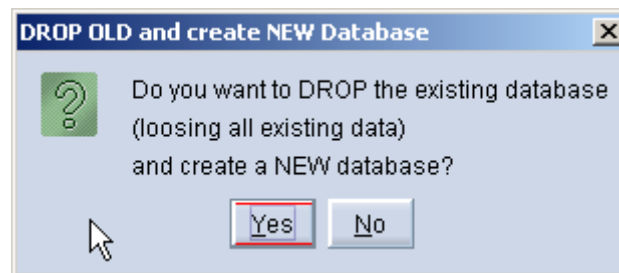 DROP OLD and create NEW Database
Do you want to DROP the existing database
(loosing all existing data)
and create a NEW database?
Yes No